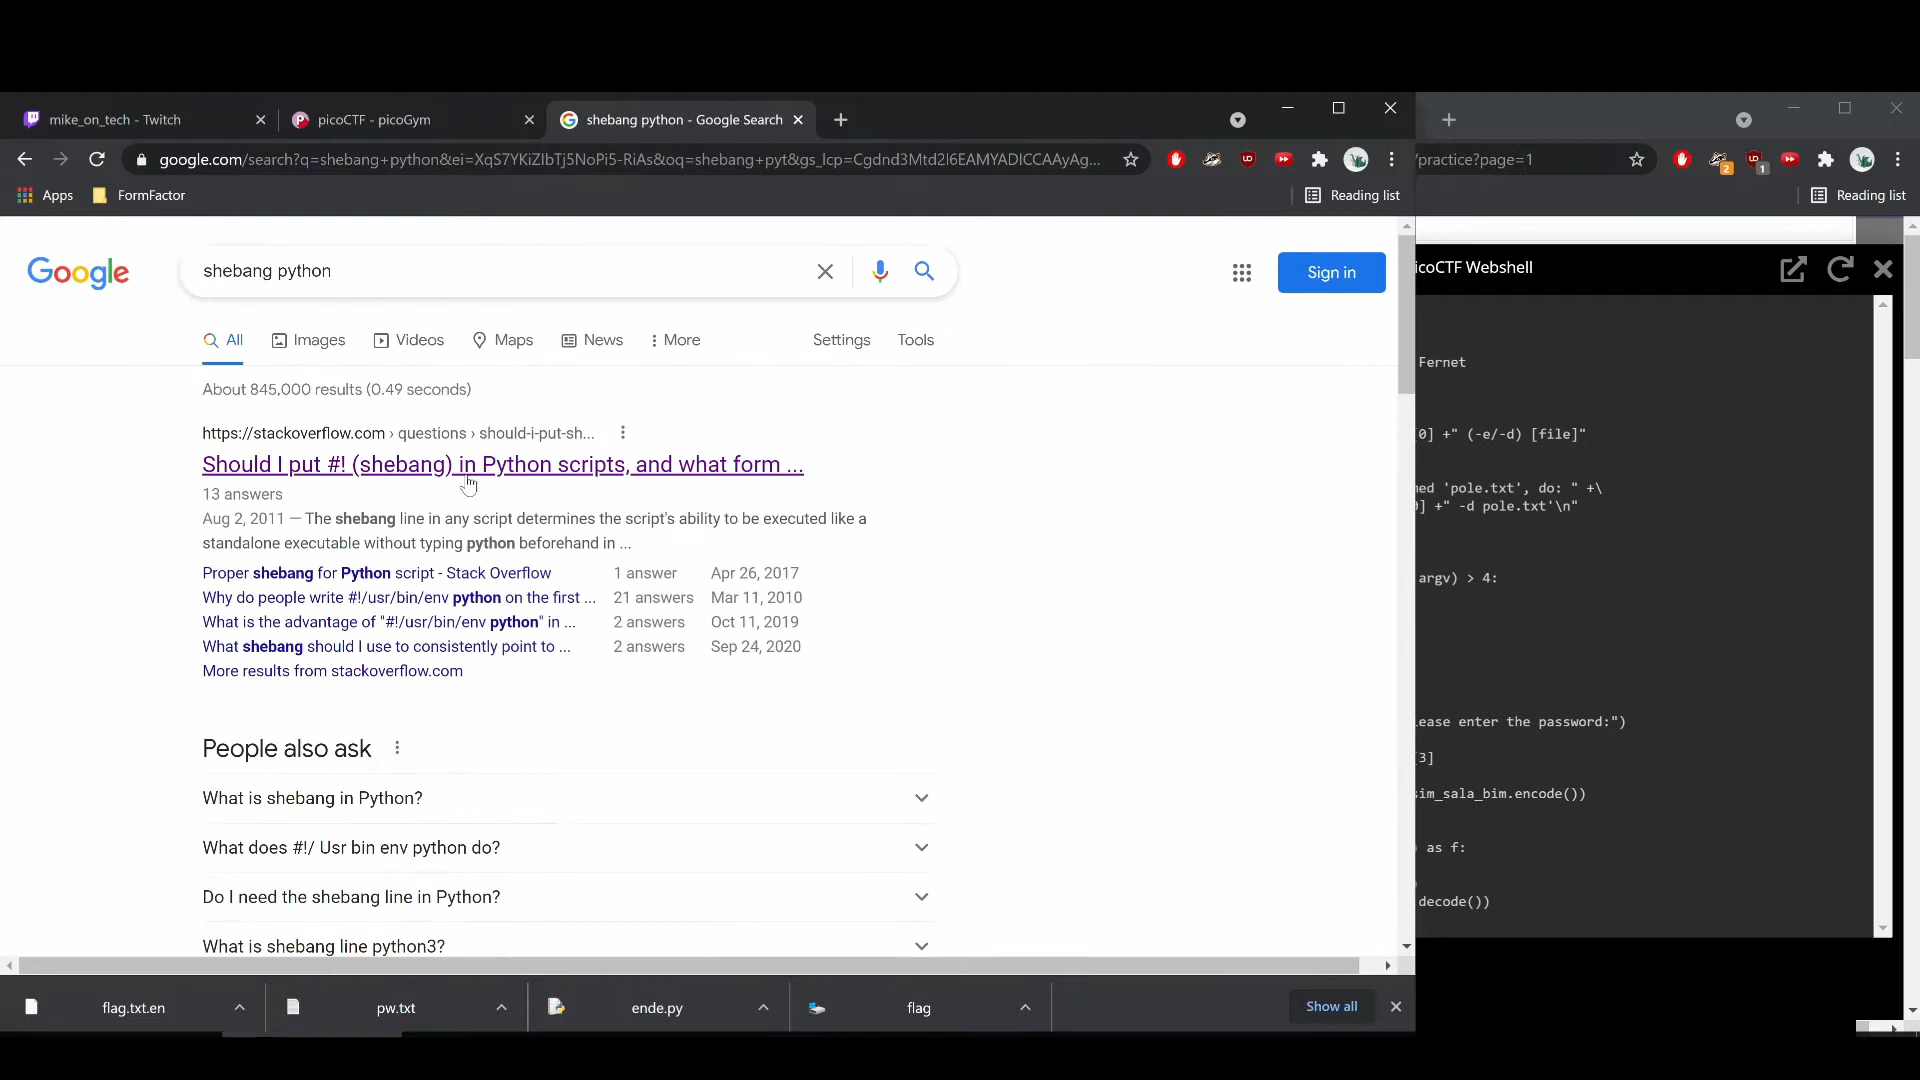 mike_on_tech - Twitch
picoCTF - picoGym
shebang python - Google Search
google.com/search?q=shebang+python&ei=XqS7YKiZIbTj5NoPi5-RiAs&oq=shebang+pyt&gs_lcp=Cgdnd3Mtd2l6EAMYADICCAAyAg...
/practice?page=1
2
1
Apps
FormFactor
Reading list
Reading list
Google
shebang python
Sign in
All
Images
Videos
Maps
News
More
Settings
Tools
About 845,000 results (0.49 seconds)
https://stackoverflow.com › questions › should-i-put-sh...
Should I put #! (shebang) in Python scripts, and what form ...
13 answers
Aug 2, 2011 — The shebang line in any script determines the script's ability to be executed like a
standalone executable without typing python beforehand in ...
Proper shebang for Python script - Stack Overflow 1 answer Apr 26, 2017
Why do people write #!/usr/bin/env python on the first ... 21 answers Mar 11, 2010
What is the advantage of "#!/usr/bin/env python" in ... 2 answers Oct 11, 2019
What shebang should I use to consistently point to ... 2 answers Sep 24, 2020
More results from stackoverflow.com
People also ask
What is shebang in Python?
What does #!/ Usr bin env python do?
Do I need the shebang line in Python?
What is shebang line python3?
icoCTF Webshell
Fernet
[0] +" (-e/-d) [file]"
med 'pole.txt', do: " +\
] +" -d pole.txt'\n"
argv) > 4:
lease enter the password:")
[3]
sim_sala_bim.encode())
) as f:
)
decode())
flag.txt.en
pw.txt
ende.py
flag
Show all